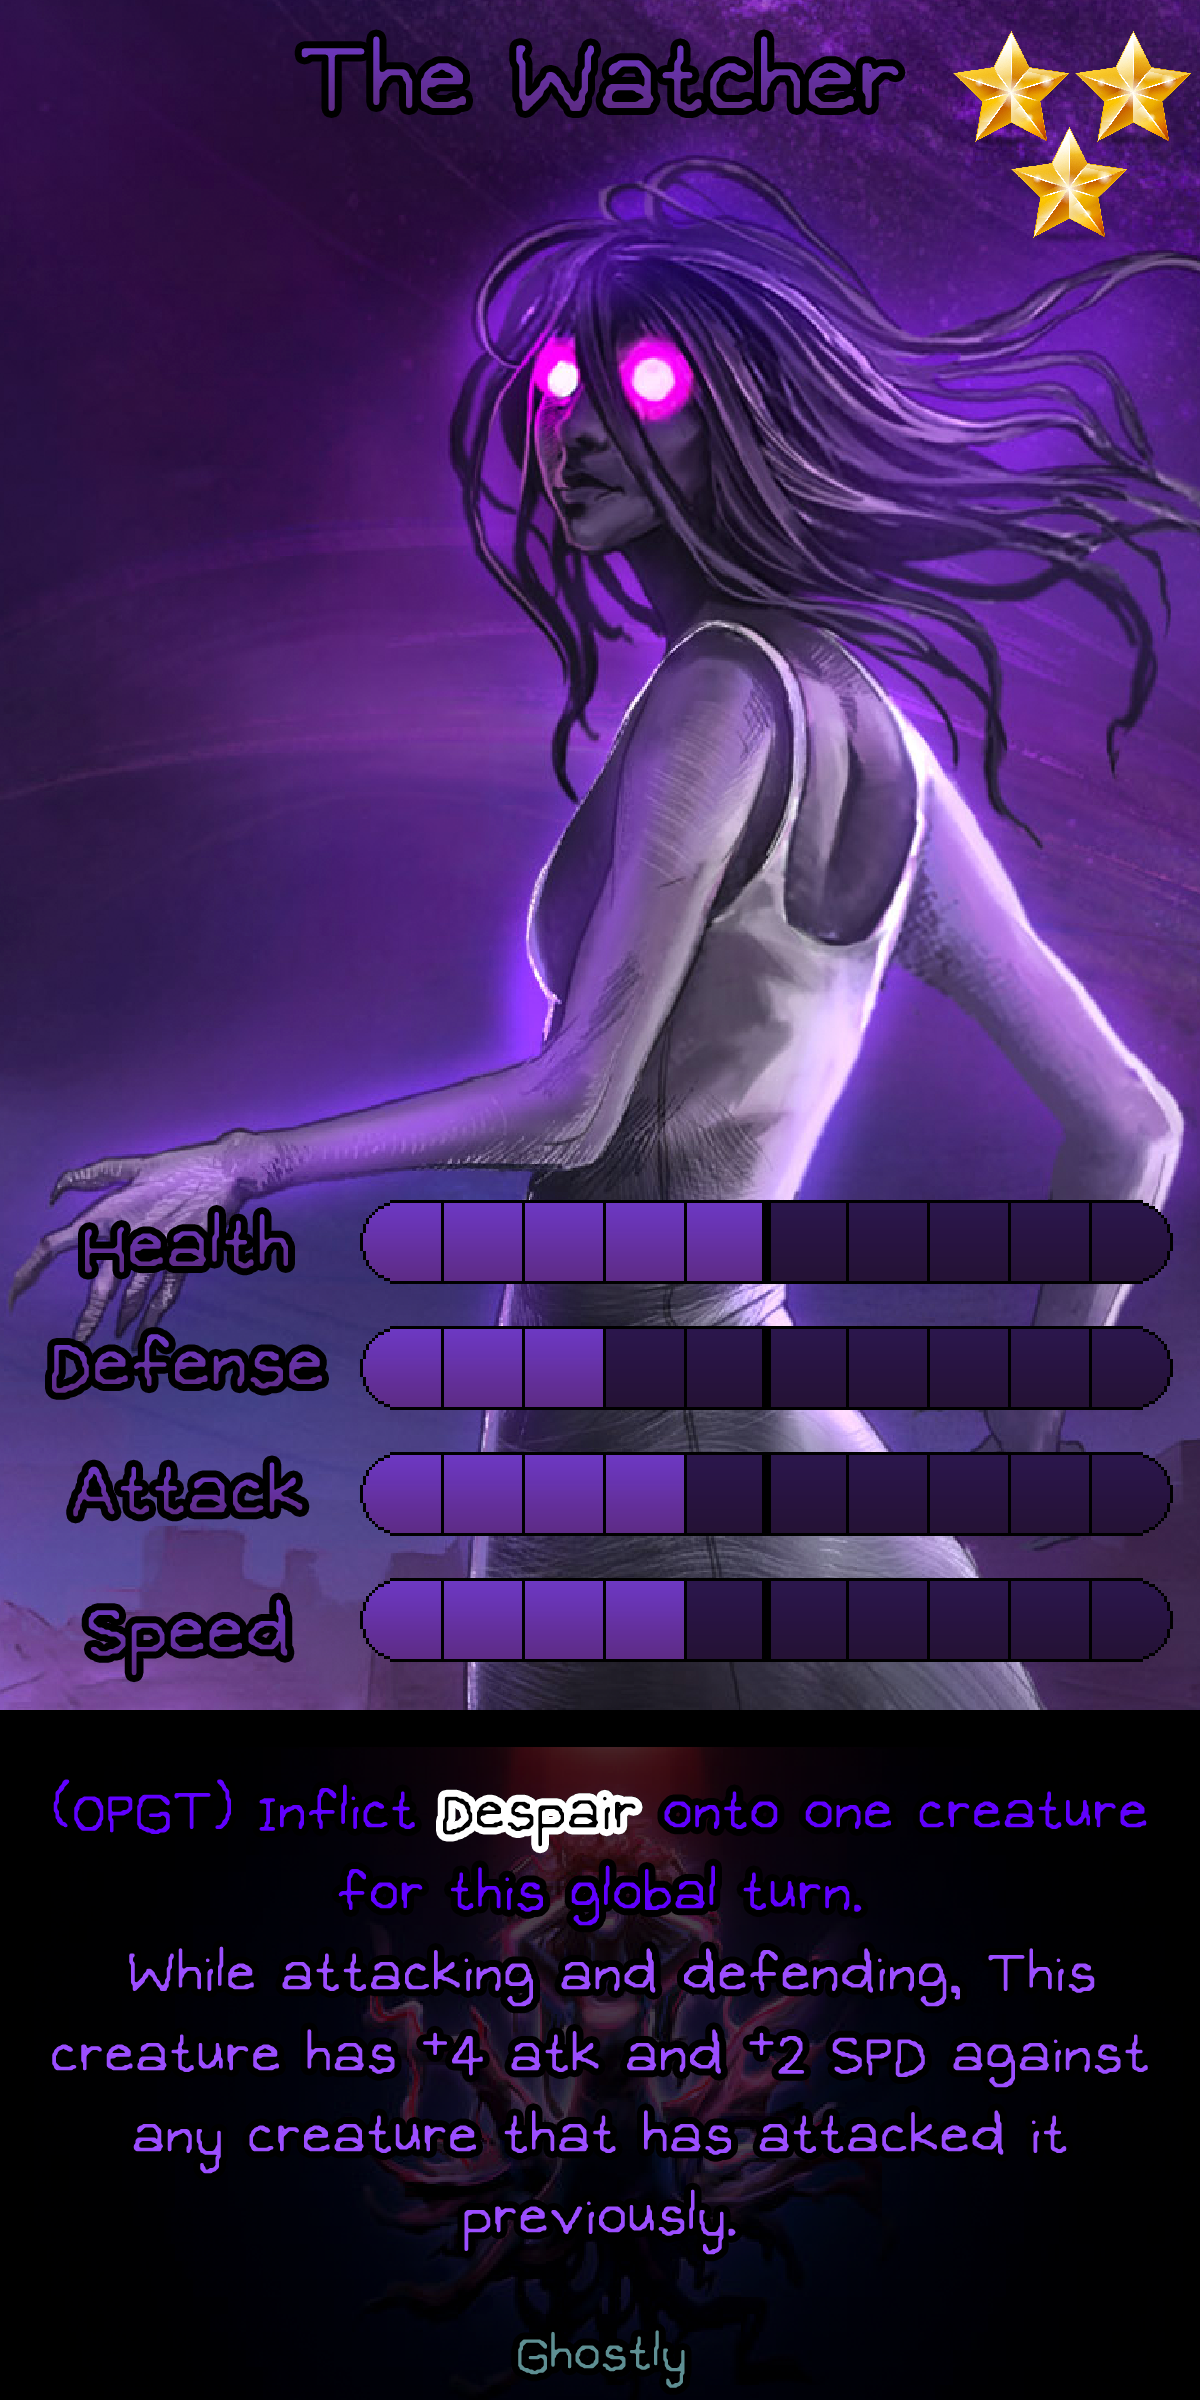 The Watcher
Health
Defense
Attack
Speed
(OPGT) Inflict Despair onto one creature
for this global turn.
While attacking and defending, This
creature has +4 atk and +2 SPD against
any creature that has attacked it
previously.
Ghostly